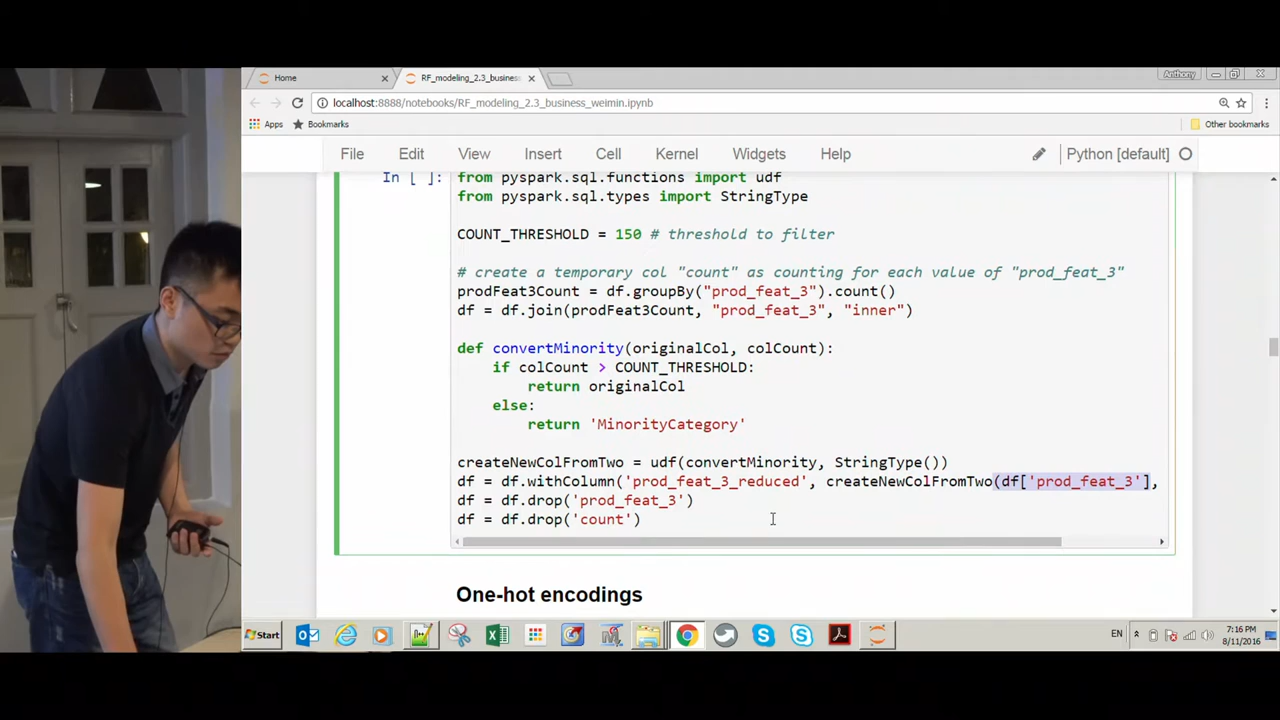 Home
RF_modeling_2.3_business_
Anthony
localhost:8888/notebooks/RF_modeling_2.3_business_weimin.ipynb
Apps
Bookmarks
Other bookmarks
File Edit View Insert Cell Kernel Widgets Help Python [default]
In [ ]:
from pyspark.sql.functions import udf
from pyspark.sql.types import StringType
COUNT_THRESHOLD = 150 # threshold to filter
# create a temporary col "count" as counting for each value of "prod_feat_3"
prodFeat3Count = df.groupBy("prod_feat_3").count()
df = df.join(prodFeat3Count, "prod_feat_3", "inner")
def convertMinority(originalCol, colCount):
    if colCount > COUNT_THRESHOLD:
        return originalCol
    else:
        return 'MinorityCategory'
createNewColFromTwo = udf(convertMinority, StringType())
df = df.withColumn('prod_feat_3_reduced', createNewColFromTwo(df['prod_feat_3'],
df = df.drop('prod_feat_3')
df = df.drop('count')
One-hot encodings
Start
EN
7:16 PM
8/11/2016